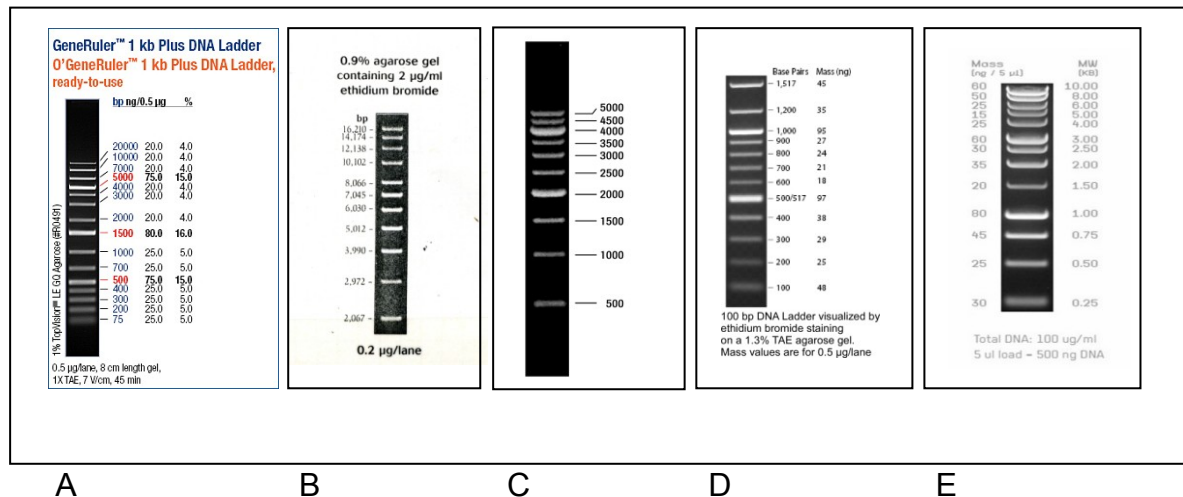 GeneRuler™ 1 kb Plus DNA Ladder
O'GeneRuler™ 1 kb Plus DNA Ladder,
ready-to-use
bp ng/0.5 µg %
20000 20.0 4.0
10000 20.0 4.0
7000 20.0 4.0
5000 75.0 15.0
4000 20.0 4.0
3000 20.0 4.0
2000 20.0 4.0
1500 80.0 16.0
1000 25.0 5.0
700 25.0 5.0
500 75.0 15.0
400 25.0 5.0
300 25.0 5.0
200 25.0 5.0
75 25.0 5.0
1% TopVision™ LE GQ Agarose (#R0491)
0.5 µg/lane, 8 cm length gel,
1X TAE, 7 V/cm, 45 min
0.9% agarose gel
containing 2 µg/ml
ethidium bromide
bp
16,210
14,174
12,138
10,102
8,066
7,045
6,030
5,012
3,990
2,972
2,067
0.2 µg/lane
5000
4500
4000
3500
3000
2500
2000
1500
1000
500
Base Pairs Mass (ng)
1,517 45
1,200 35
1,000 95
900 27
800 24
700 21
600 18
500/517 97
400 38
300 29
200 25
100 48
100 bp DNA Ladder visualized by
ethidium bromide staining
on a 1.3% TAE agarose gel.
Mass values are for 0.5 µg/lane
Mass MW
(ng / 5 µl) (KB)
60 10.00
50 8.00
25 6.00
15 5.00
25 4.00
60 3.00
30 2.50
35 2.00
20 1.50
80 1.00
45 0.75
25 0.50
30 0.25
Total DNA: 100 ug/ml
5 ul load - 500 ng DNA
A B C D E